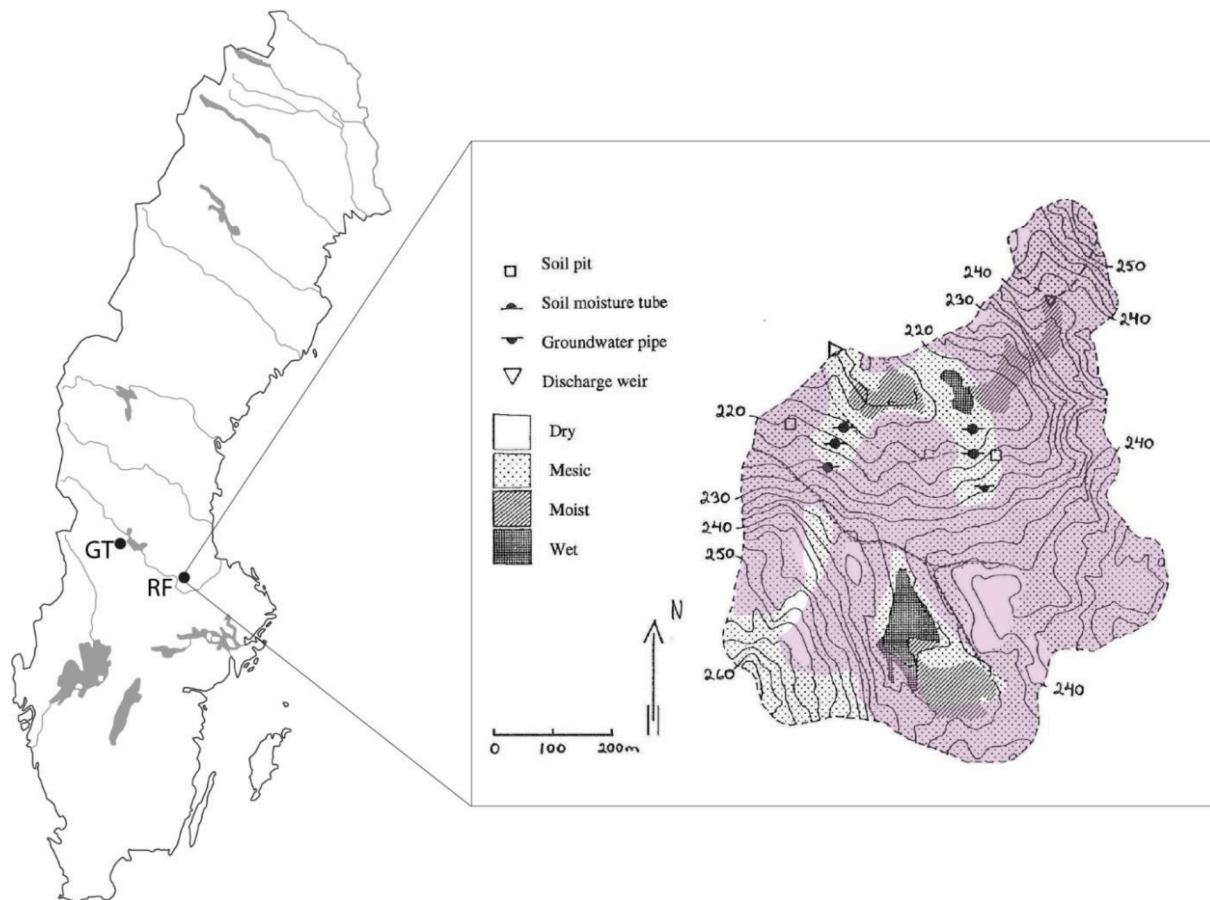 GT
RF
Soil pit
Soil moisture tube
Groundwater pipe
Discharge weir
Dry
Mesic
Moist
Wet
N
0 100 200m
250
240
230
240
220
220
240
230
240
250
260
240